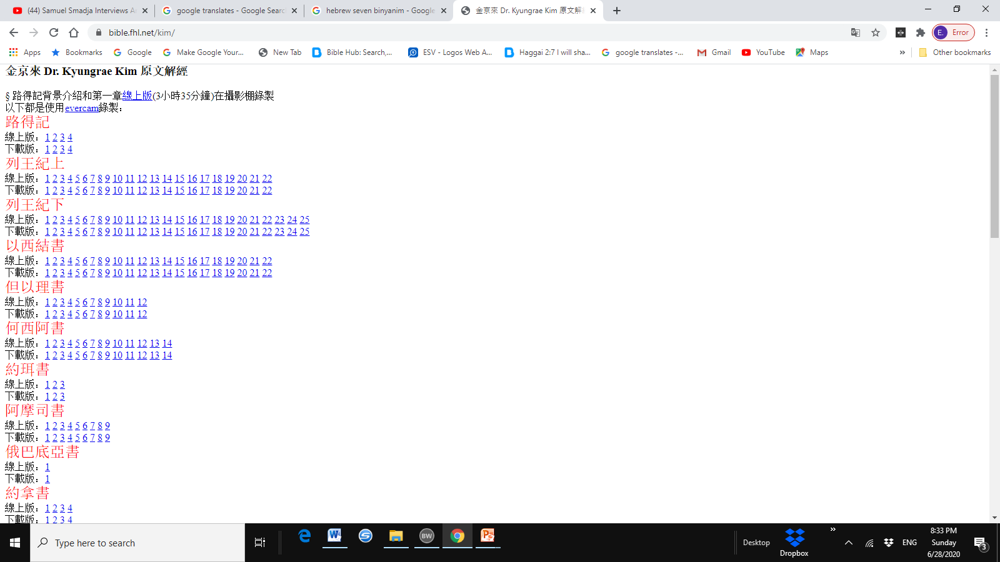 (44) Samuel Smadja Interviews A
google translates - Google Searc
hebrew seven binyanim - Google
金京來 Dr. Kyungrae Kim 原文解
bible.fhl.net/kim/
E. Error
Apps Bookmarks Google Make Google Your... New Tab Bible Hub: Search,... ESV - Logos Web A... Haggai 2:7 I will sha... google translates -... Gmail YouTube Maps » Other bookmarks
金京來 Dr. Kyungrae Kim 原文解經
§ 路得記背景介紹和第一章線上版(3小時35分鐘)在攝影棚錄製
以下都是使用evercam錄製：
路得記
線上版：1 2 3 4
下載版：1 2 3 4
列王紀上
線上版：1 2 3 4 5 6 7 8 9 10 11 12 13 14 15 16 17 18 19 20 21 22
下載版：1 2 3 4 5 6 7 8 9 10 11 12 13 14 15 16 17 18 19 20 21 22
列王紀下
線上版：1 2 3 4 5 6 7 8 9 10 11 12 13 14 15 16 17 18 19 20 21 22 23 24 25
下載版：1 2 3 4 5 6 7 8 9 10 11 12 13 14 15 16 17 18 19 20 21 22 23 24 25
以西結書
線上版：1 2 3 4 5 6 7 8 9 10 11 12 13 14 15 16 17 18 19 20 21 22
下載版：1 2 3 4 5 6 7 8 9 10 11 12 13 14 15 16 17 18 19 20 21 22
但以理書
線上版：1 2 3 4 5 6 7 8 9 10 11 12
下載版：1 2 3 4 5 6 7 8 9 10 11 12
何西阿書
線上版：1 2 3 4 5 6 7 8 9 10 11 12 13 14
下載版：1 2 3 4 5 6 7 8 9 10 11 12 13 14
約珥書
線上版：1 2 3
下載版：1 2 3
阿摩司書
線上版：1 2 3 4 5 6 7 8 9
下載版：1 2 3 4 5 6 7 8 9
俄巴底亞書
線上版：1
下載版：1
約拿書
線上版：1 2 3 4
下載版：1 2 3 4
Type here to search
BW
Desktop
Dropbox
»
ENG
8:33 PM
Sunday
6/28/2020
3